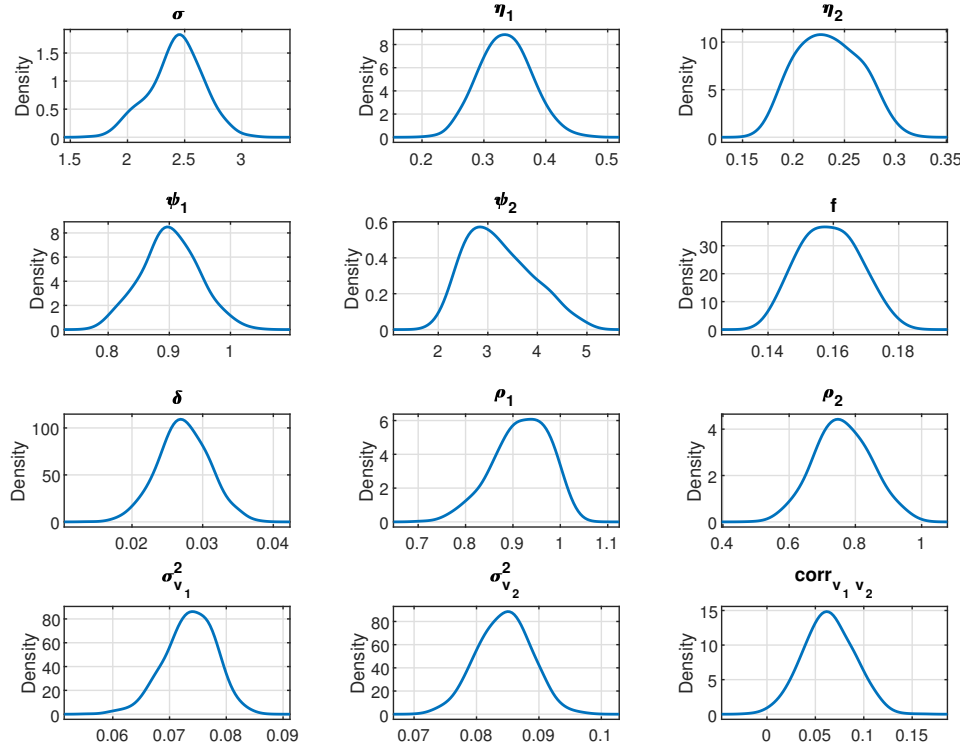 σ
Density
1.5
1
0.5
0
1.5 2 2.5 3
η1
Density
8
6
4
2
0
0.2 0.3 0.4 0.5
η2
Density
10
5
0
0.15 0.2 0.25 0.3 0.35
ψ1
Density
8
6
4
2
0
0.8 0.9 1
ψ2
Density
0.6
0.4
0.2
0
2 3 4 5
f
Density
30
20
10
0
0.14 0.16 0.18
δ
Density
100
50
0
0.02 0.03 0.04
ρ1
Density
6
4
2
0
0.7 0.8 0.9 1 1.1
ρ2
Density
4
2
0
0.4 0.6 0.8 1
σ²v1
Density
80
60
40
20
0
0.06 0.07 0.08 0.09
σ²v2
Density
80
60
40
20
0
0.07 0.08 0.09 0.1
corrv1 v2
Density
15
10
5
0
0 0.05 0.1 0.15